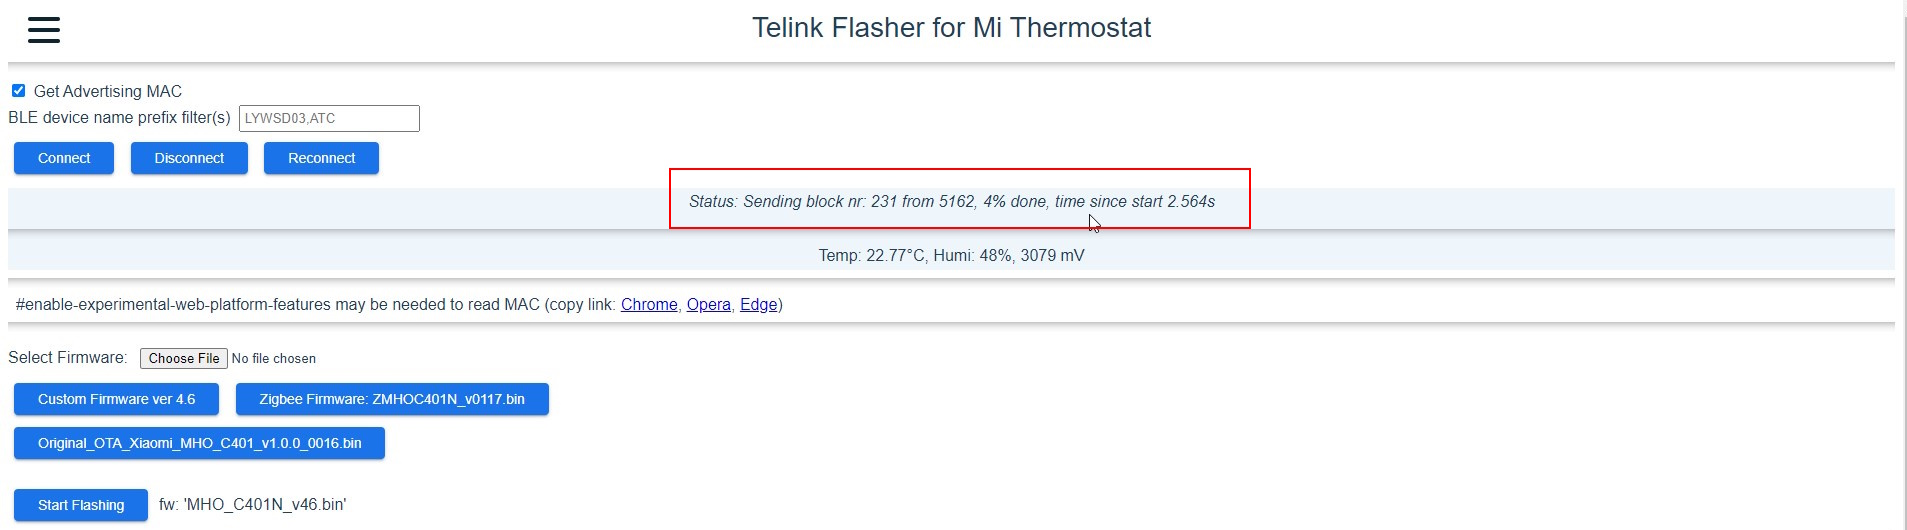 Telink Flasher for Mi Thermostat
Get Advertising MAC
BLE device name prefix filter(s) LYWSD03,ATC
Connect Disconnect Reconnect
Status: Sending block nr: 231 from 5162, 4% done, time since start 2.564s
Temp: 22.77°C, Humi: 48%, 3079 mV
#enable-experimental-web-platform-features may be needed to read MAC (copy link: Chrome, Opera, Edge)
Select Firmware: Choose File No file chosen
Custom Firmware ver 4.6 Zigbee Firmware: ZMHOC401N_v0117.bin
Original_OTA_Xiaomi_MHO_C401_v1.0.0_0016.bin
Start Flashing fw: 'MHO_C401N_v46.bin'